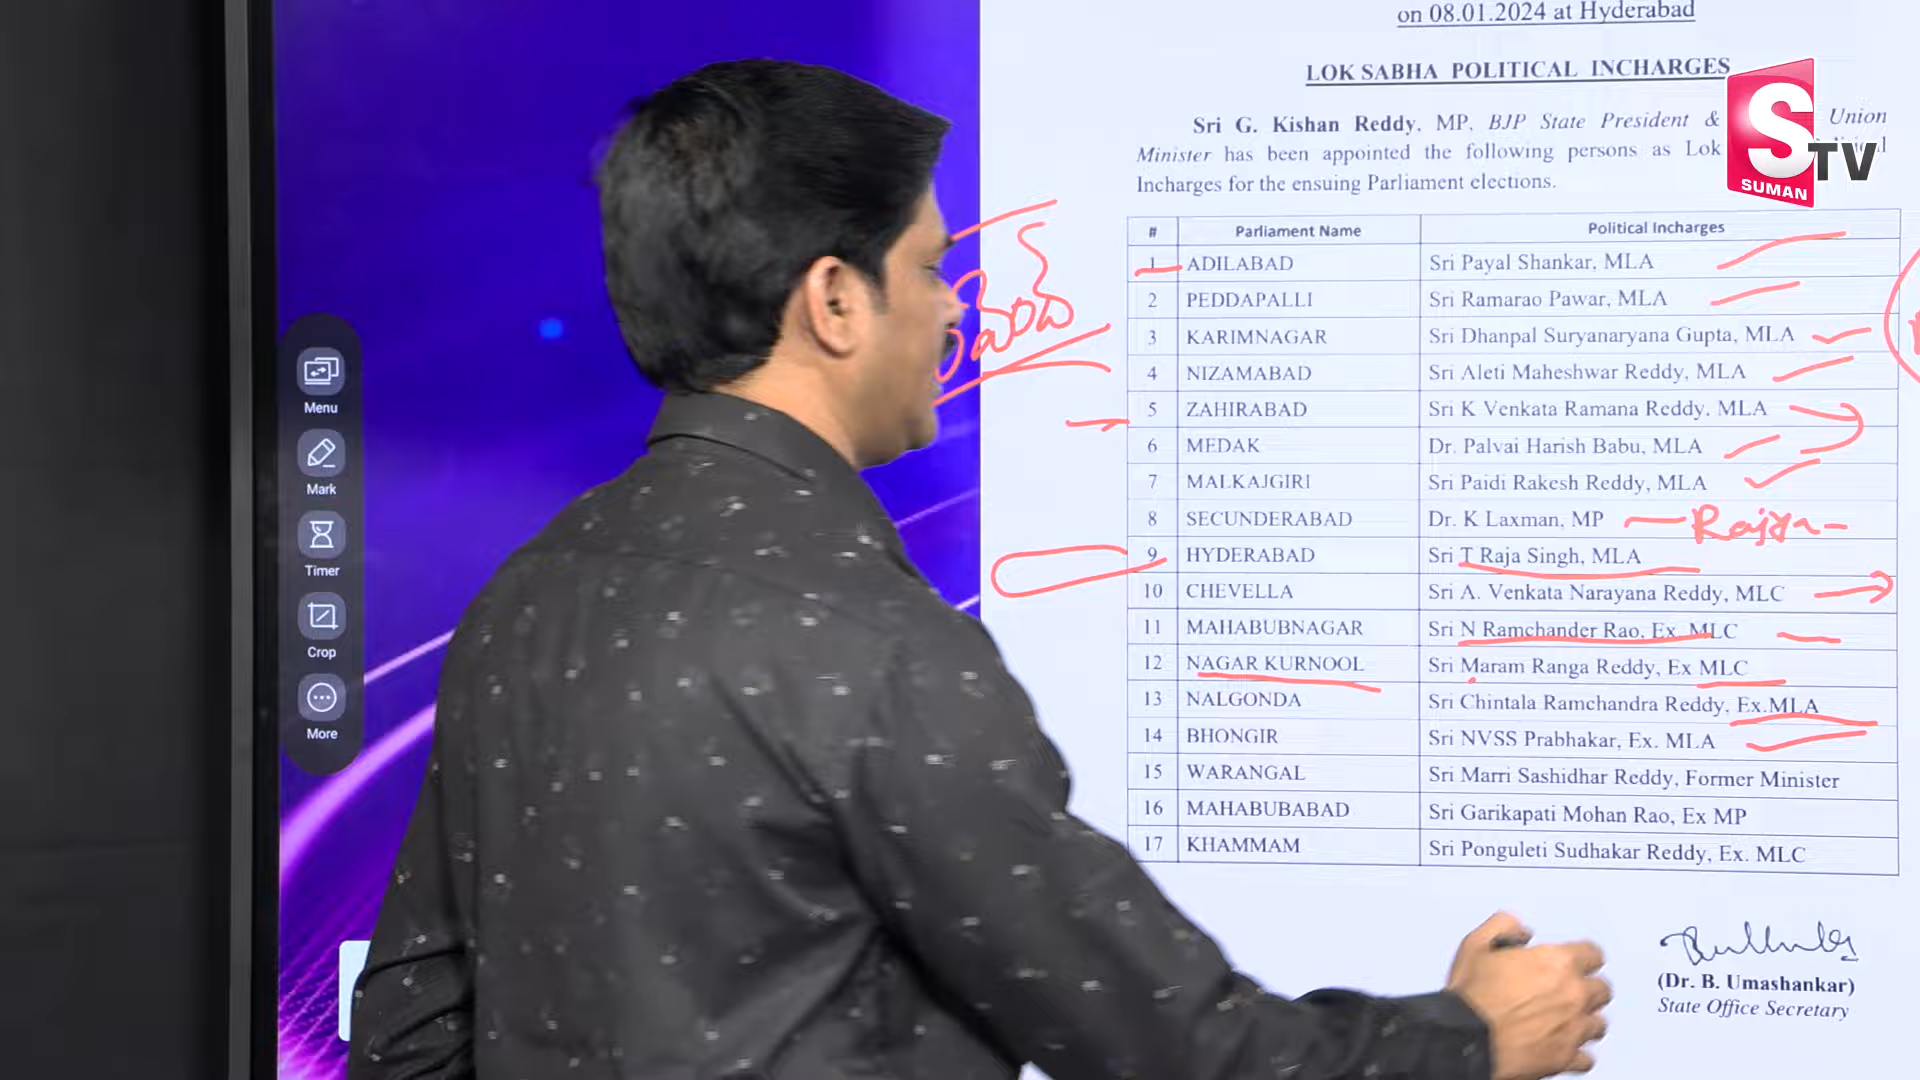 on 08.01.2024 at Hyderabad
LOK SABHA POLITICAL INCHARGES
Sri G. Kishan Reddy, MP, BJP State President & Union
Minister has been appointed the following persons as Lok
Incharges for the ensuing Parliament elections.
# Parliament Name Political Incharges
1 ADILABAD Sri Payal Shankar, MLA
2 PEDDAPALLI Sri Ramarao Pawar, MLA
3 KARIMNAGAR Sri Dhanpal Suryanaryana Gupta, MLA
4 NIZAMABAD Sri Aleti Maheshwar Reddy, MLA
5 ZAHIRABAD Sri K Venkata Ramana Reddy, MLA
6 MEDAK Dr. Palvai Harish Babu, MLA
7 MALKAJGIRI Sri Paidi Rakesh Reddy, MLA
8 SECUNDERABAD Dr. K Laxman, MP
9 HYDERABAD Sri T Raja Singh, MLA
10 CHEVELLA Sri A. Venkata Narayana Reddy, MLC
11 MAHABUBNAGAR Sri N Ramchander Rao, Ex. MLC
12 NAGAR KURNOOL Sri Maram Ranga Reddy, Ex MLC
13 NALGONDA Sri Chintala Ramchandra Reddy, Ex.MLA
14 BHONGIR Sri NVSS Prabhakar, Ex. MLA
15 WARANGAL Sri Marri Sashidhar Reddy, Former Minister
16 MAHABUBABAD Sri Garikapati Mohan Rao, Ex MP
17 KHAMMAM Sri Ponguleti Sudhakar Reddy, Ex. MLC
(Dr. B. Umashankar)
State Office Secretary
S TV
SUMAN
Menu
Mark
Timer
Crop
More